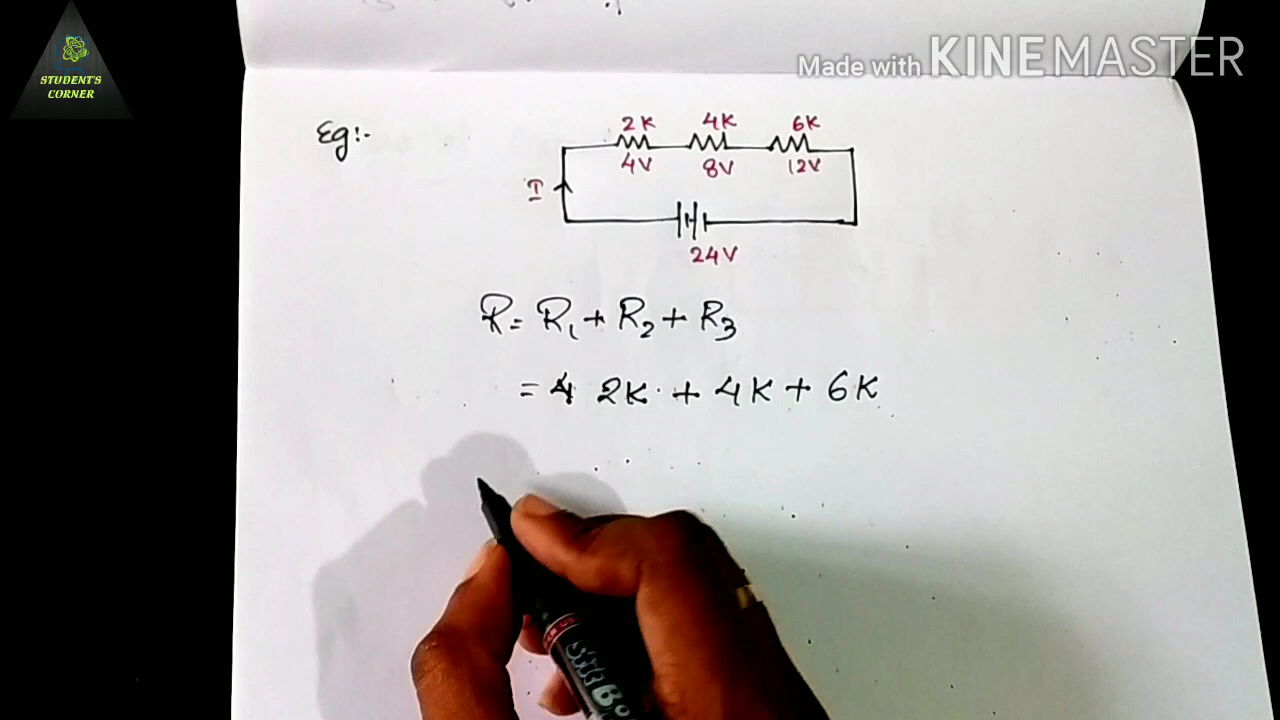 STUDENT'S
CORNER
Made with KINEMASTER
Eg:-
2K 4K 6K
4V 8V 12V
I
24V
R = R1 + R2 + R3
= 2K + 4K + 6K